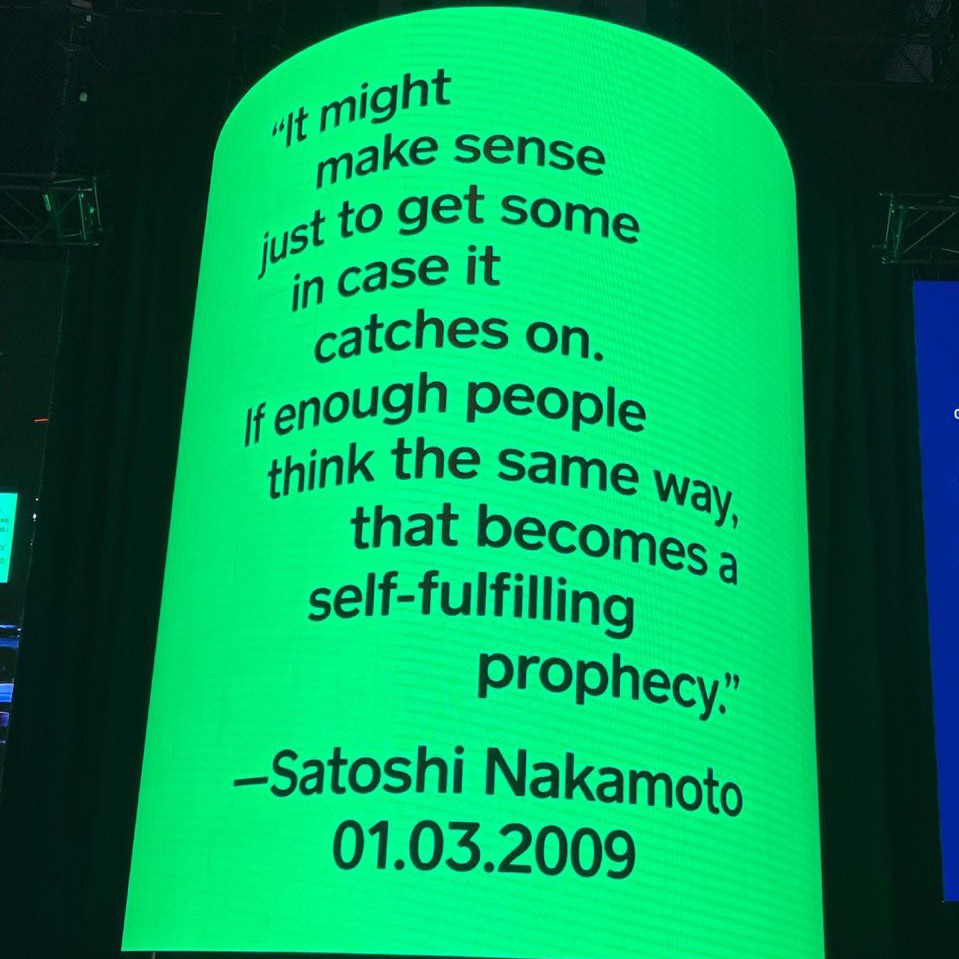 “It might
make sense
just to get some
in case it
catches on.
If enough people
think the same way,
that becomes a
self-fulfilling
prophecy.”
–Satoshi Nakamoto
01.03.2009